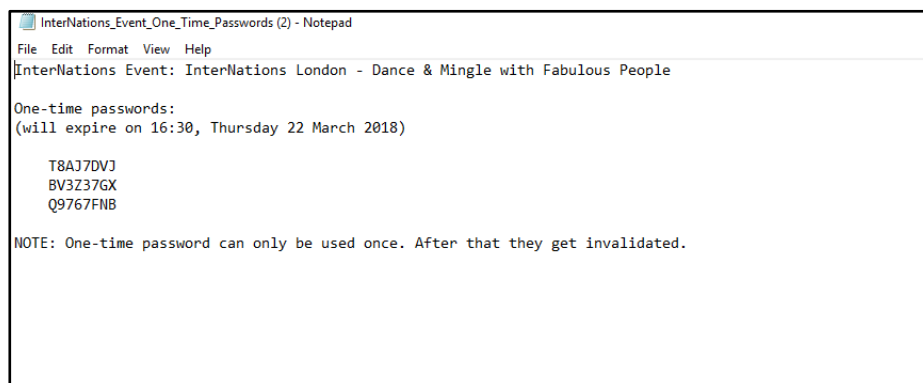 InterNations_Event_One_Time_Passwords (2) - Notepad
File Edit Format View Help
InterNations Event: InterNations London - Dance & Mingle with Fabulous People
One-time passwords:
(will expire on 16:30, Thursday 22 March 2018)
T8AJ7DVJ
BV3Z37GX
Q9767FNB
NOTE: One-time password can only be used once. After that they get invalidated.